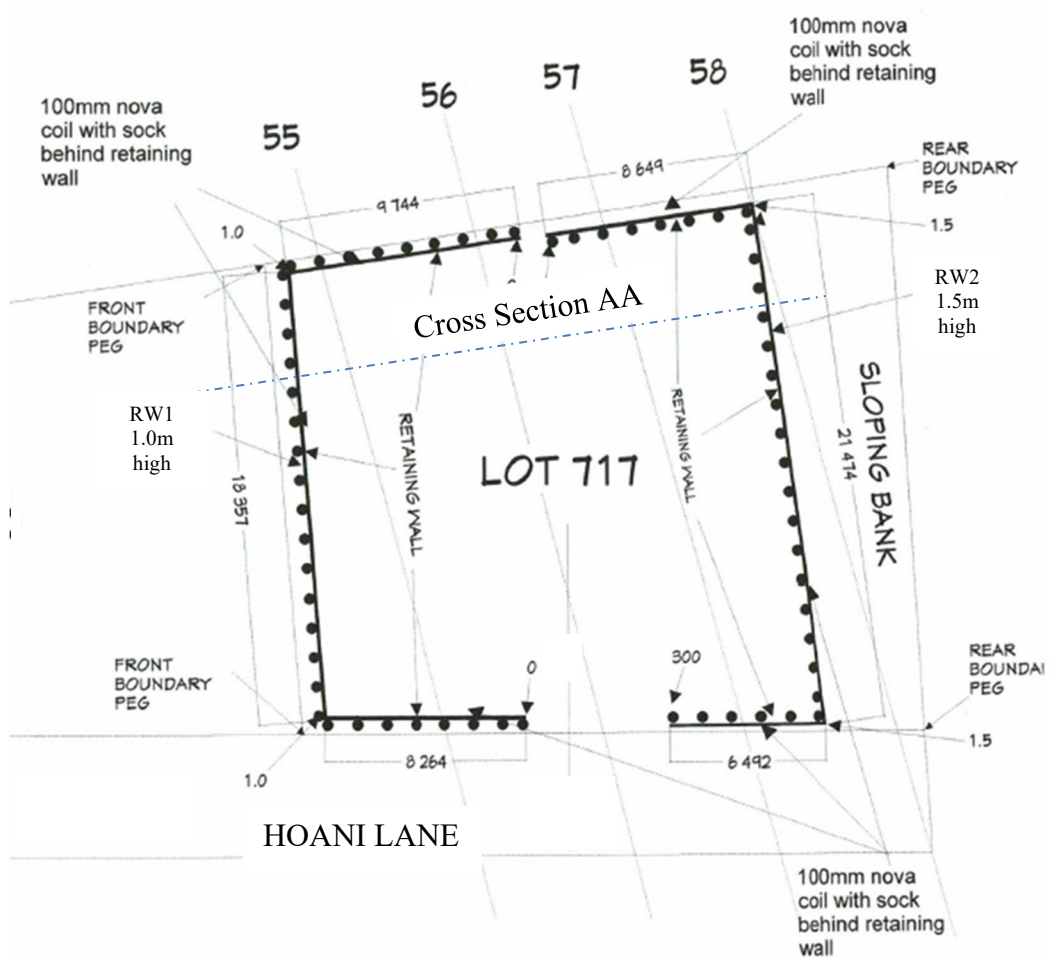 100mm nova
coil with sock
behind retaining
wall
58
57
56
100mm nova
coil with sock
behind retaining
wall
55
REAR
BOUNDARY
PEG
8 649
9 744
1.0
1.5
RW2
1.5m
high
FRONT
BOUNDARY
PEG
Cross Section AA
RW1
1.0m
high
RETAINING WALL
RETAINING WALL
SLOPING BANK
21 474
LOT 717
18 357
FRONT
BOUNDARY
PEG
0
300
REAR
BOUNDAI
PEG
1.5
8 264
6 492
1.0
HOANI LANE
100mm nova
coil with sock
behind retaining
wall